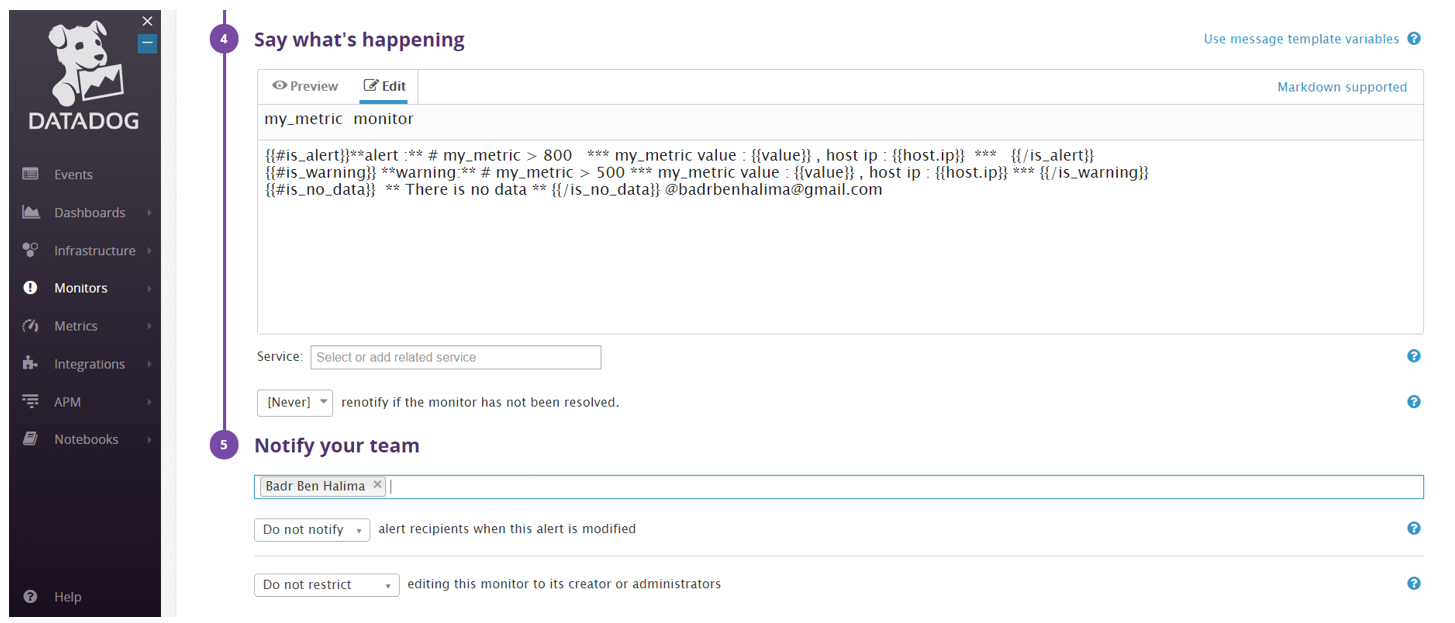 DATADOG
Events
Dashboards
Infrastructure
Monitors
Metrics
Integrations
APM
Notebooks
Help
4 Say what's happening Use message template variables ?
Preview Edit Markdown supported
my_metric monitor
{{#is_alert}}**alert :** # my_metric > 800 *** my_metric value : {{value}} , host ip : {{host.ip}} *** {{/is_alert}}
{{#is_warning}} **warning:** # my_metric > 500 *** my_metric value : {{value}} , host ip : {{host.ip}} *** {{/is_warning}}
{{#is_no_data}} ** There is no data ** {{/is_no_data}} @badrbenhalima@gmail.com
Service: Select or add related service ?
[Never] renotify if the monitor has not been resolved. ?
5 Notify your team
Badr Ben Halima ×
Do not notify alert recipients when this alert is modified ?
Do not restrict editing this monitor to its creator or administrators ?